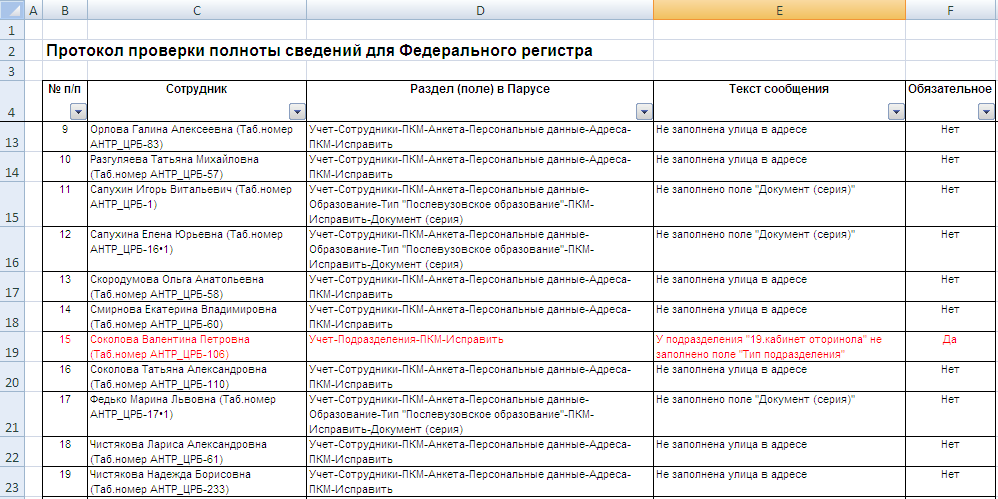 A B C D E F
1
2 Протокол проверки полноты сведений для Федерального регистра
3
4 № п/п Сотрудник Раздел (поле) в Парусе Текст сообщения Обязательное
13 9 Орлова Галина Алексеевна (Таб.номер Учет-Сотрудники-ПКМ-Анкета-Персональные данные-Адреса- Не заполнена улица в адресе Нет
АНТР_ЦРБ-83) ПКМ-Исправить
14 10 Разгуляева Татьяна Михайловна Учет-Сотрудники-ПКМ-Анкета-Персональные данные-Адреса- Не заполнена улица в адресе Нет
(Таб.номер АНТР_ЦРБ-57) ПКМ-Исправить
15 11 Сапухин Игорь Витальевич (Таб.номер Учет-Сотрудники-ПКМ-Анкета-Персональные данные- Не заполнено поле "Документ (серия)" Нет
АНТР_ЦРБ-1) Образование-Тип "Послевузовское образование"-ПКМ-
Исправить-Документ (серия)
16 12 Сапухина Елена Юрьевна (Таб.номер Учет-Сотрудники-ПКМ-Анкета-Персональные данные- Не заполнено поле "Документ (серия)" Нет
АНТР_ЦРБ-16•1) Образование-Тип "Послевузовское образование"-ПКМ-
Исправить-Документ (серия)
17 13 Скородумова Ольга Анатольевна Учет-Сотрудники-ПКМ-Анкета-Персональные данные-Адреса- Не заполнена улица в адресе Нет
(Таб.номер АНТР_ЦРБ-58) ПКМ-Исправить
18 14 Смирнова Екатерина Владимировна Учет-Сотрудники-ПКМ-Анкета-Персональные данные-Адреса- Не заполнена улица в адресе Нет
(Таб.номер АНТР_ЦРБ-60) ПКМ-Исправить
19 15 Соколова Валентина Петровна Учет-Подразделения-ПКМ-Исправить У подразделения "19.кабинет оторинола" не Да
(Таб.номер АНТР_ЦРБ-106) заполнено поле "Тип подразделения"
20 16 Соколова Татьяна Александровна Учет-Сотрудники-ПКМ-Анкета-Персональные данные-Адреса- Не заполнена улица в адресе Нет
(Таб.номер АНТР_ЦРБ-110) ПКМ-Исправить
21 17 Федько Марина Львовна (Таб.номер Учет-Сотрудники-ПКМ-Анкета-Персональные данные- Не заполнено поле "Документ (серия)" Нет
АНТР_ЦРБ-17•1) Образование-Тип "Послевузовское образование"-ПКМ-
Исправить-Документ (серия)
22 18 Чистякова Лариса Александровна Учет-Сотрудники-ПКМ-Анкета-Персональные данные-Адреса- Не заполнена улица в адресе Нет
(Таб.номер АНТР_ЦРБ-61) ПКМ-Исправить
23 19 Чистякова Надежда Борисовна Учет-Сотрудники-ПКМ-Анкета-Персональные данные-Адреса- Не заполнена улица в адресе Нет
(Таб.номер АНТР_ЦРБ-233) ПКМ-Исправить